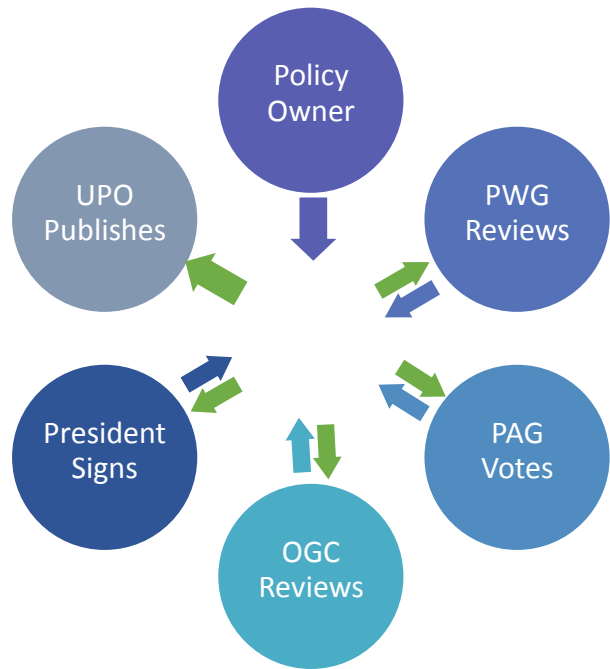 Policy
Owner
PWG
Reviews
PAG
Votes
OGC
Reviews
President
Signs
UPO
Publishes